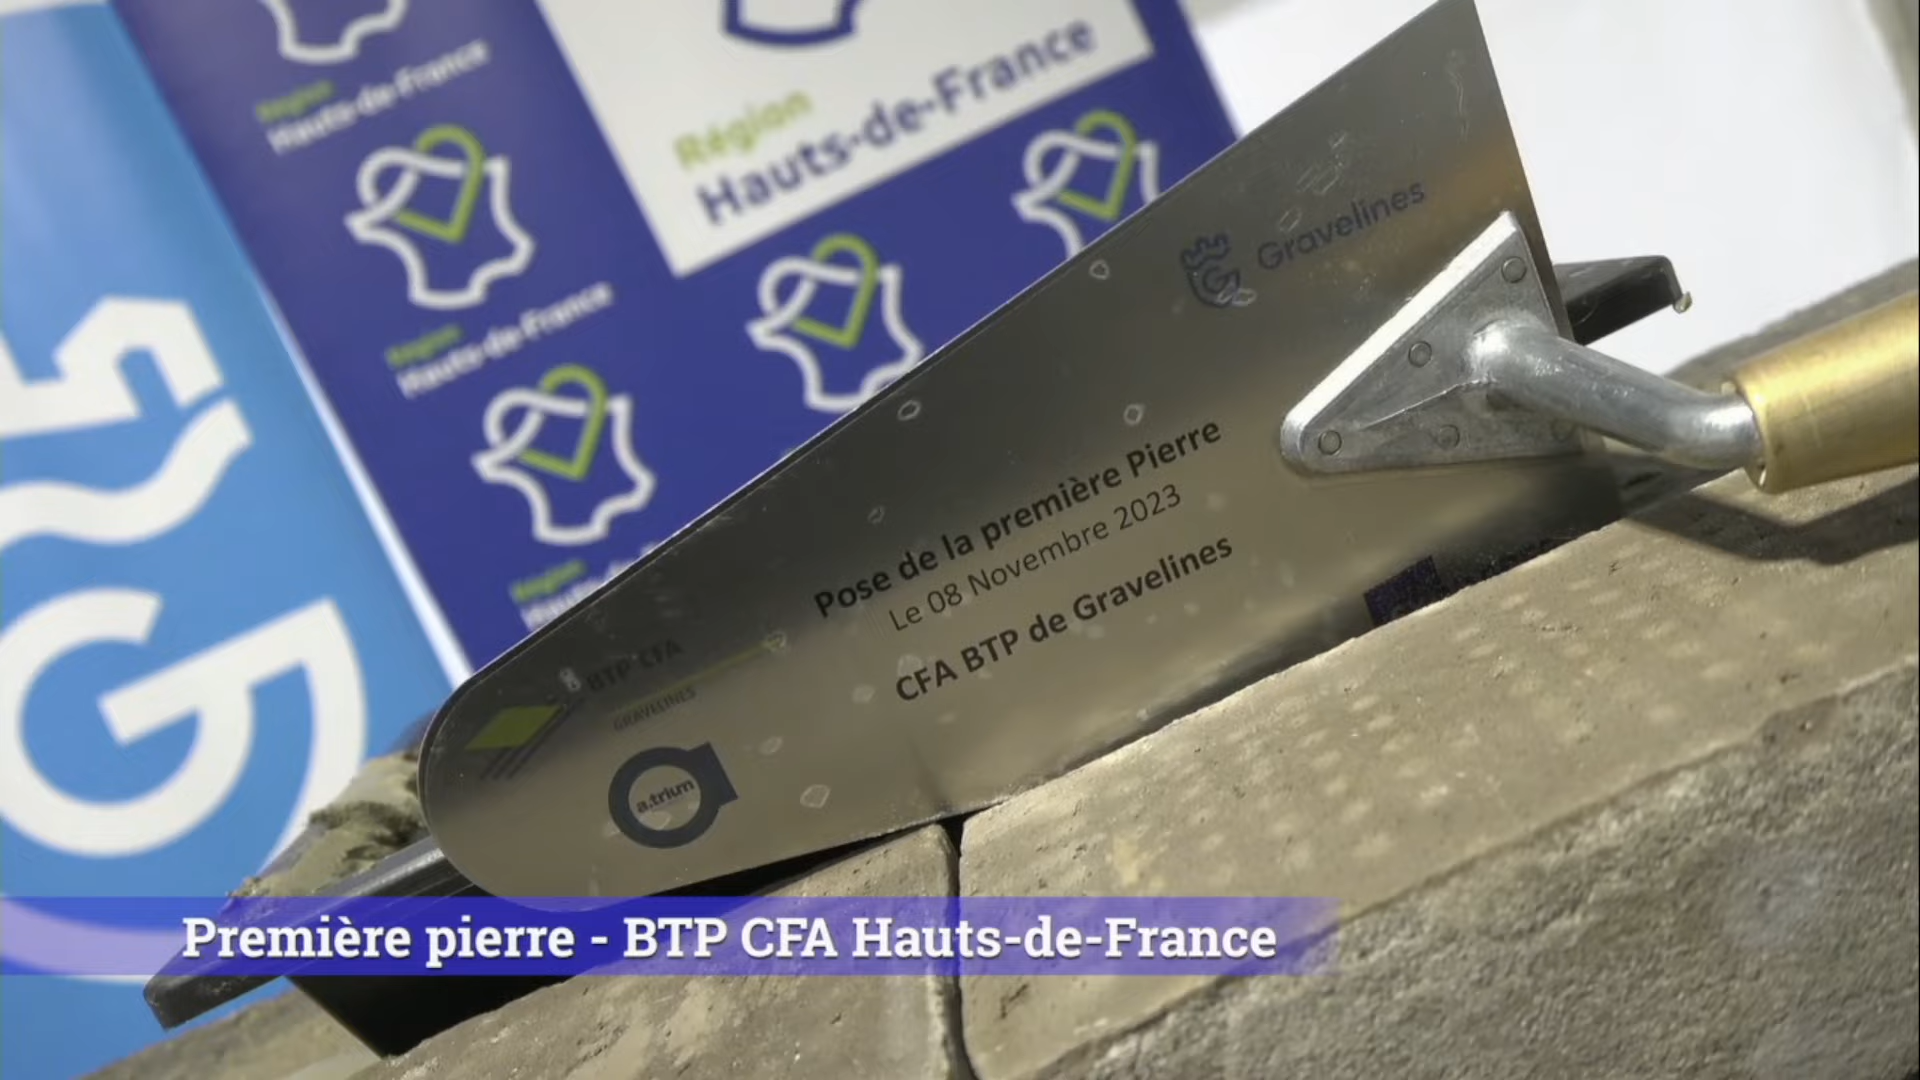 Région
Hauts-de-France
Région
Hauts-de-France
Région
Hauts-de-France
Région
Gravelines
Pose de la première Pierre
Le 08 Novembre 2023
CFA BTP de Gravelines
BTP CFA
GRAVELINES
a.trium
G
Première pierre - BTP CFA Hauts-de-France